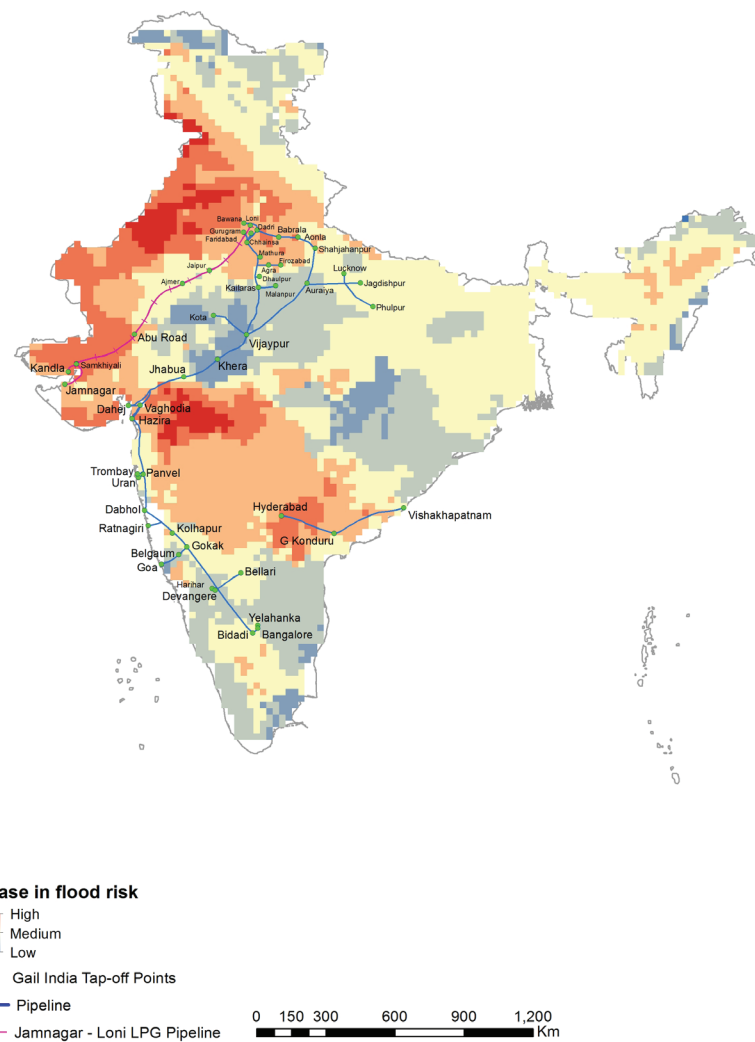 Bawana Loni
Gurugram Dadri
Faridabad Chhainsa Babrala Aonla
Mathura Shahjahanpur
Jaipur Agra Firozabad Lucknow
Ajmer Dhaulpur
Kailaras Malanpur Auraiya Jagdishpur
Kota Phulpur
Abu Road Vijaypur
Samkhiyali
Kandla Jhabua Khera
Jamnagar
Dahej Vaghodia
Hazira
Trombay Panvel
Uran
Dabhol Hyderabad Vishakhapatnam
Ratnagiri Kolhapur G Konduru
Gokak
Belgaum
Goa Bellari
Harihar
Devangere
Yelahanka
Bidadi Bangalore
ase in flood risk
High
Medium
Low
Gail India Tap-off Points
Pipeline
Jamnagar - Loni LPG Pipeline
0 150 300 600 900 1,200
Km